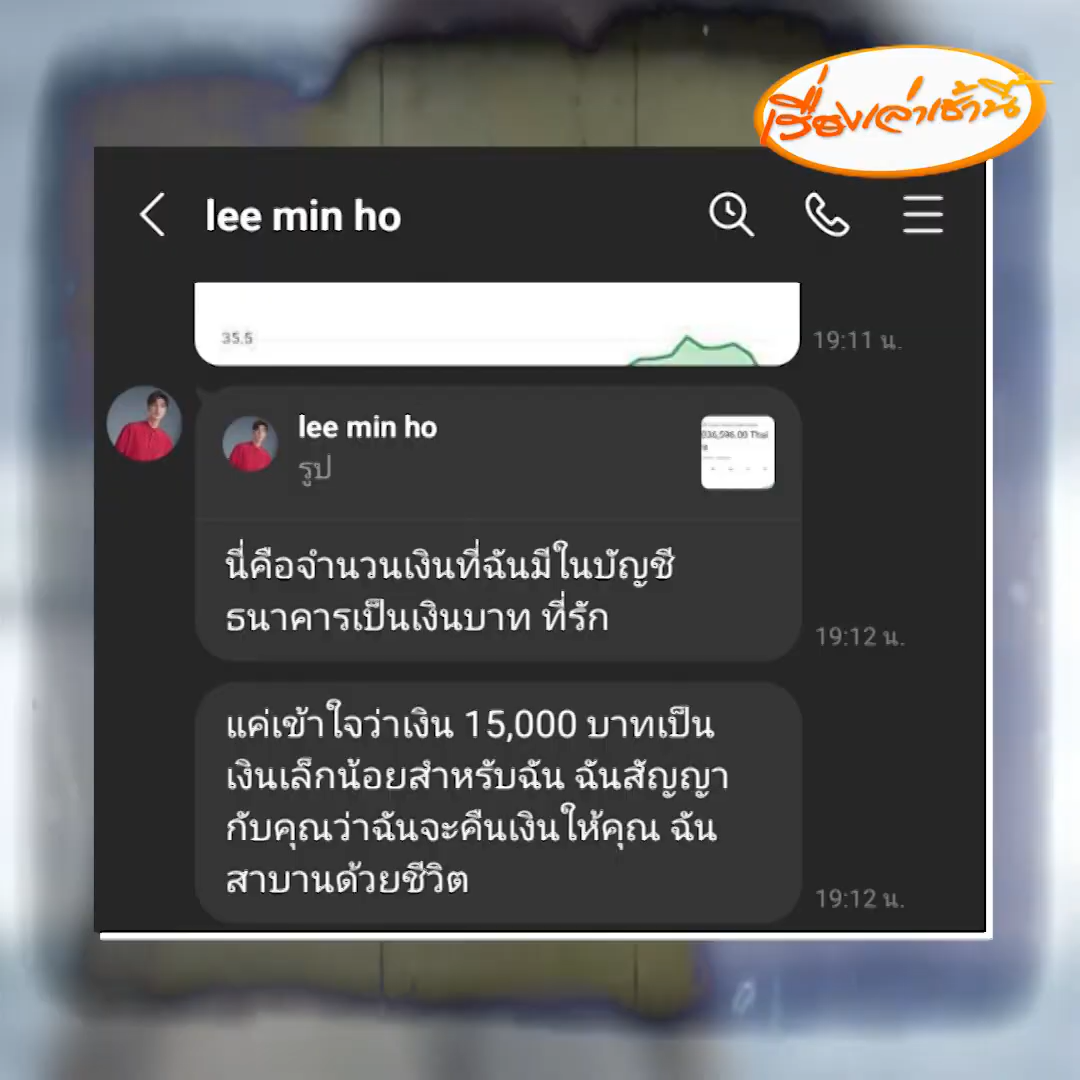 เรื่องเล่าเช้านี้
lee min ho
35.5
19:11 น.
lee min ho
รูป
036,596.00 Thai
นี่คือจำนวนเงินที่ฉันมีในบัญชี
ธนาคารเป็นเงินบาท ที่รัก
19:12 น.
แค่เข้าใจว่าเงิน 15,000 บาทเป็น
เงินเล็กน้อยสำหรับฉัน ฉันสัญญา
กับคุณว่าฉันจะคืนเงินให้คุณ ฉัน
สาบานด้วยชีวิต
19:12 น.